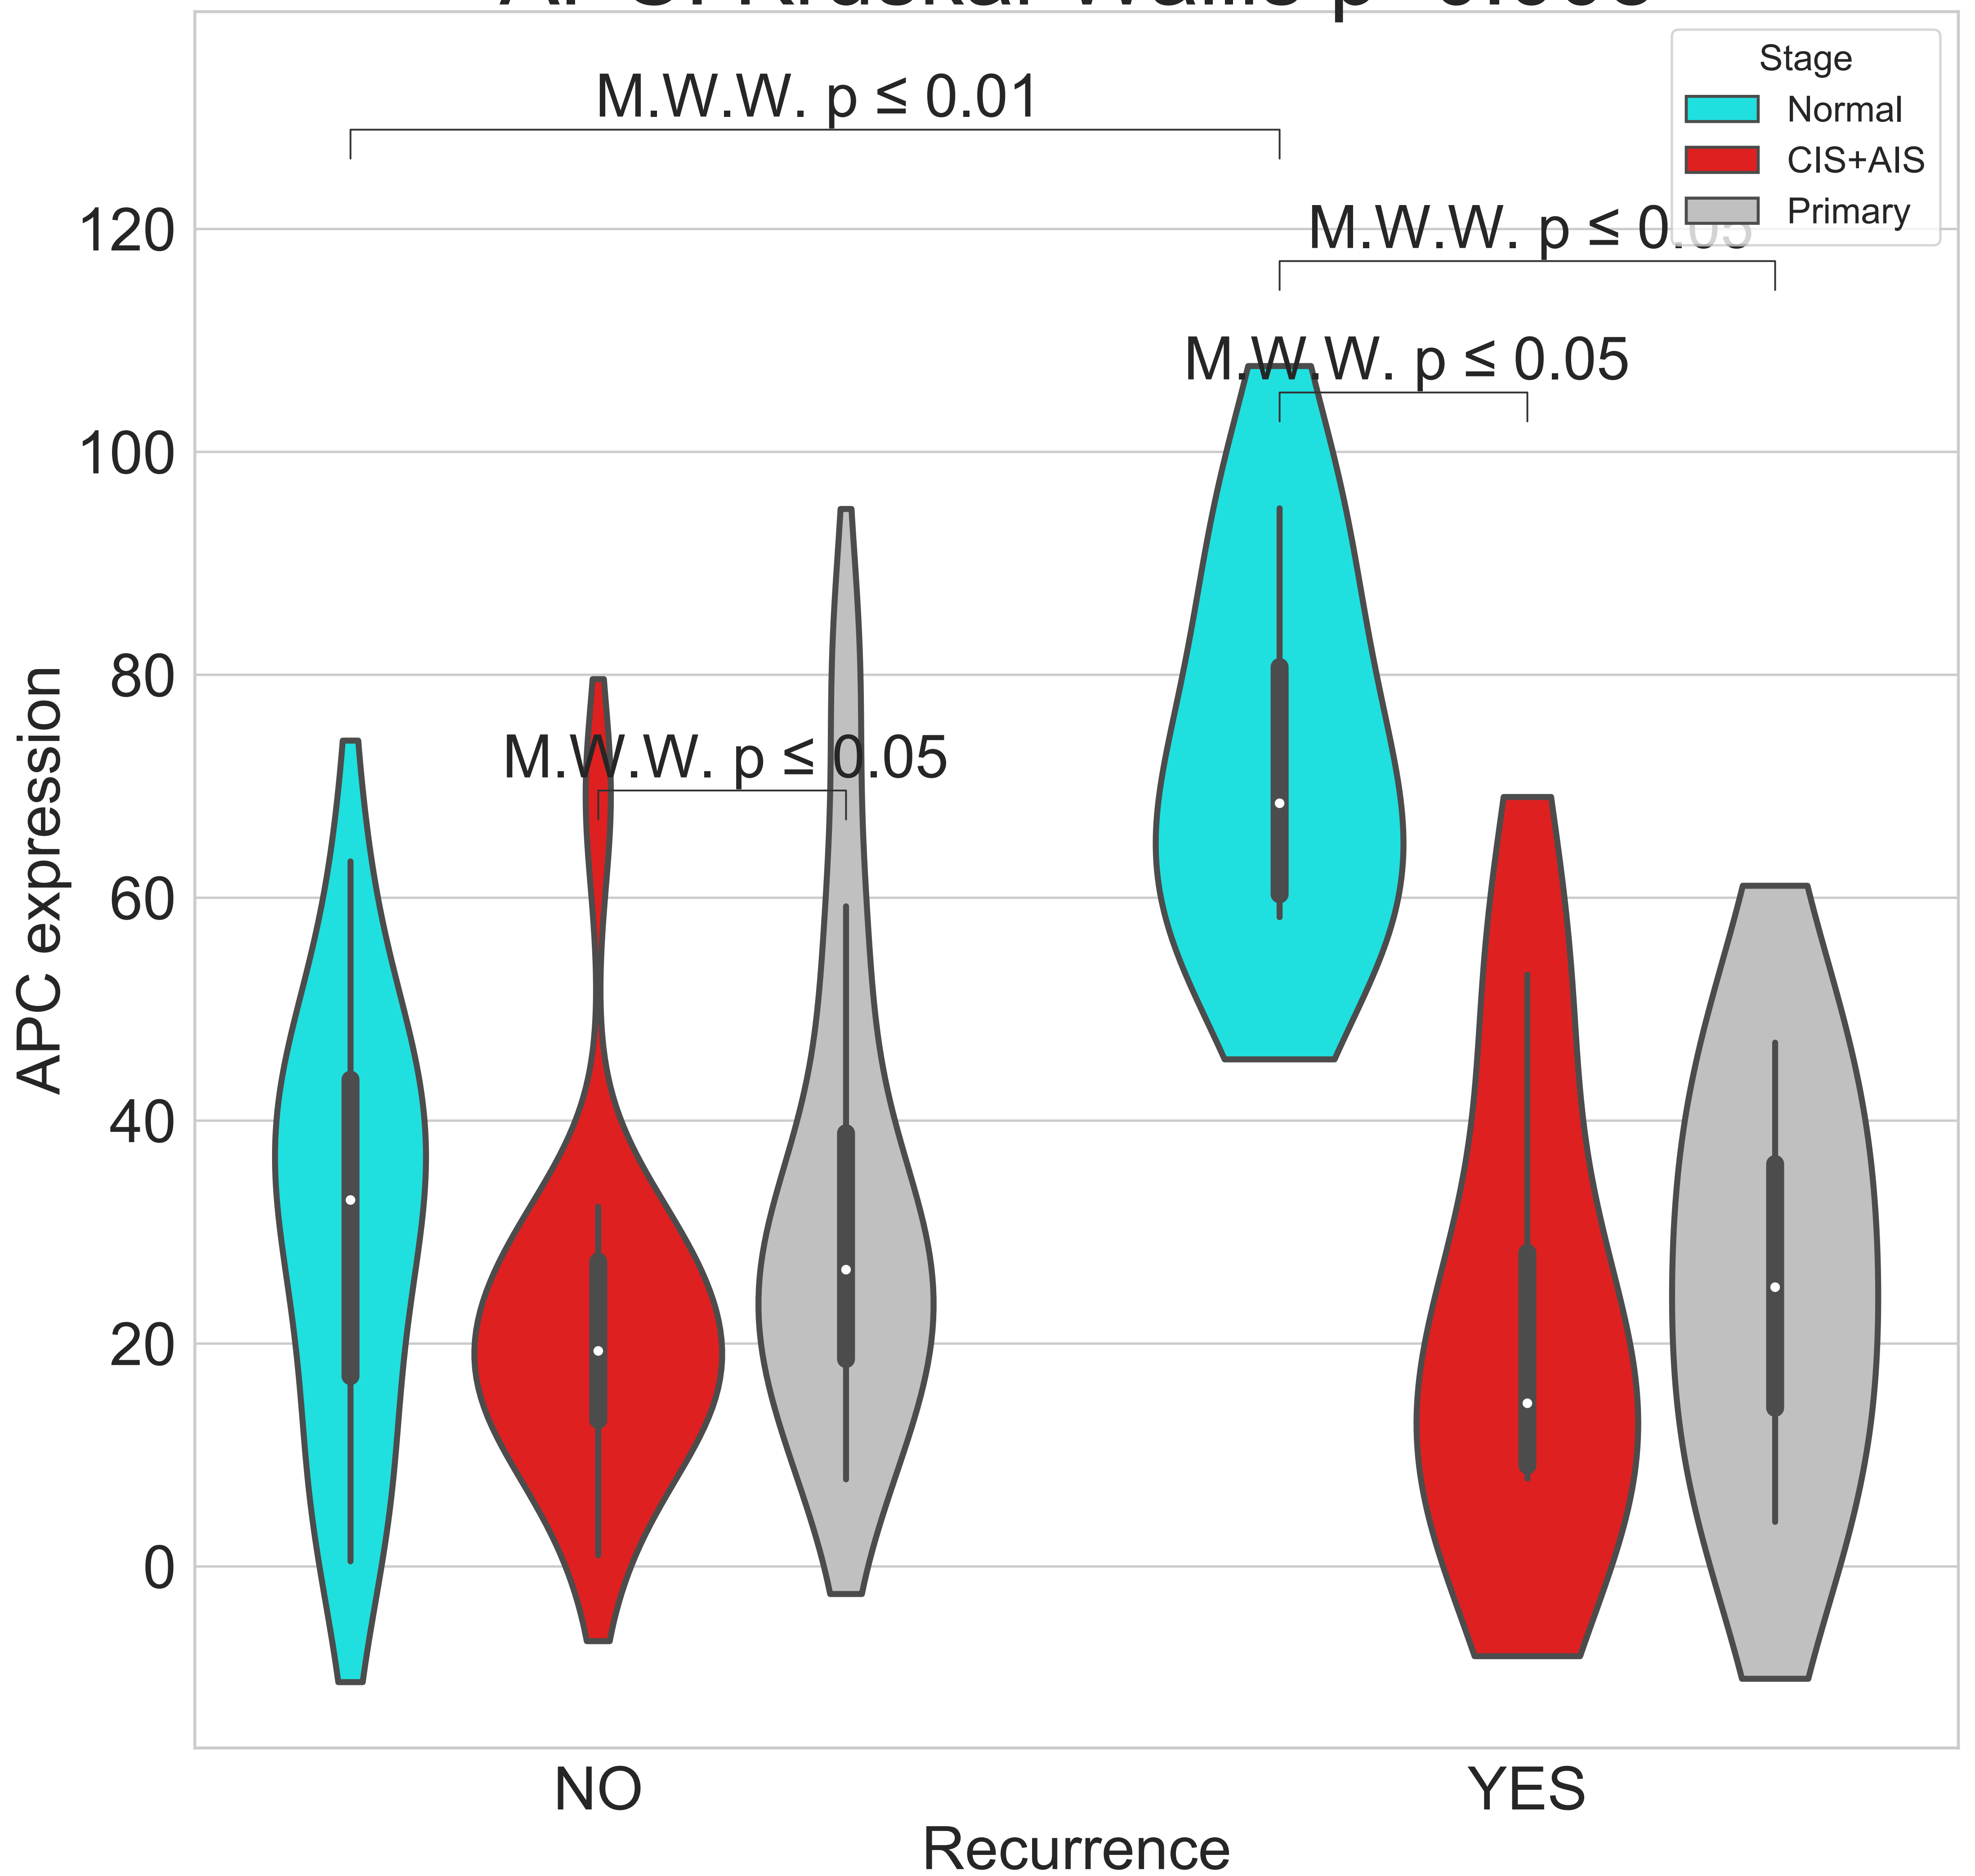 M.W.W. p ≤ 0.01
Stage
Normal
CIS+AIS
Primary
M.W.W. p ≤ 0.05
M.W.W. p ≤ 0.05
M.W.W. p ≤ 0.05
120
100
80
60
40
20
0
APC expression
NO
YES
Recurrence